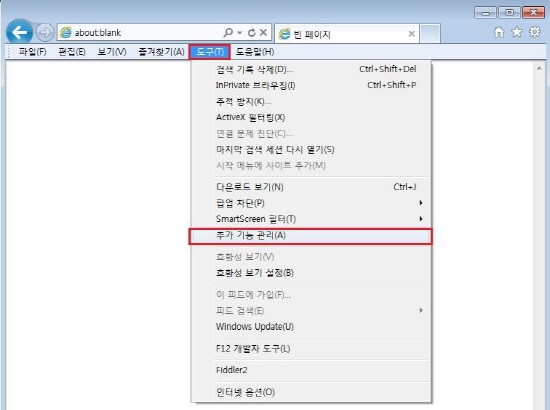 about:blank
빈 페이지
파일(F) 편집(E) 보기(V) 즐겨찾기(A) 도구(T) 도움말(H)
검색 기록 삭제(D)... Ctrl+Shift+Del
InPrivate 브라우징(I) Ctrl+Shift+P
추적 방지(K)...
ActiveX 필터링(X)
연결 문제 진단(C)...
마지막 검색 세션 다시 열기(S)
시작 메뉴에 사이트 추가(M)
다운로드 보기(N) Ctrl+J
팝업 차단(P)
SmartScreen 필터(T)
추가 기능 관리(A)
호환성 보기(V)
호환성 보기 설정(B)
이 피드에 가입(F)...
피드 검색(E)
Windows Update(U)
F12 개발자 도구(L)
Fiddler2
인터넷 옵션(O)